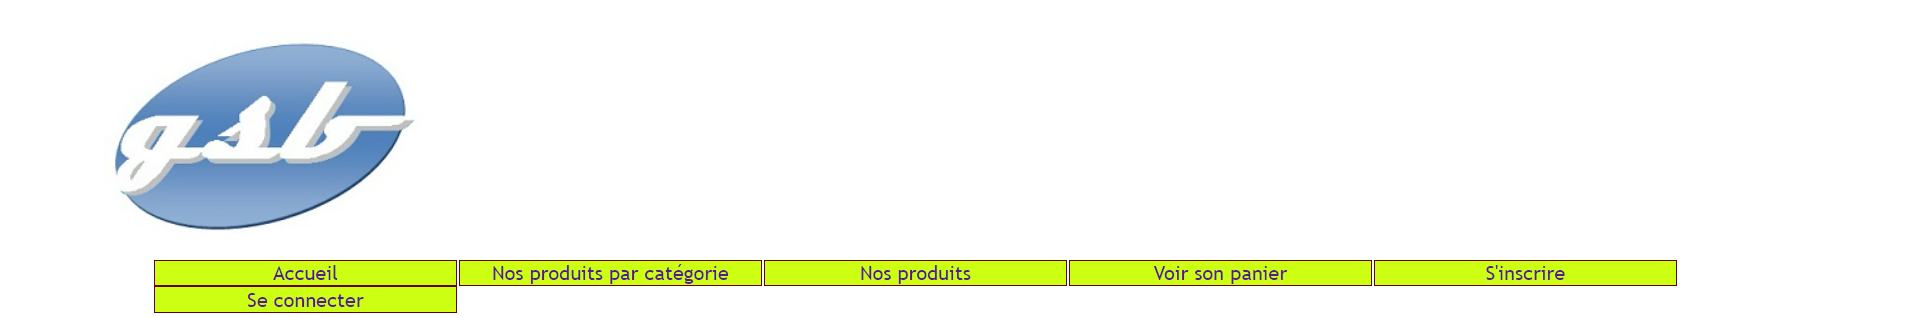 gsb
Accueil
Nos produits par catégorie
Nos produits
Voir son panier
S'inscrire
Se connecter